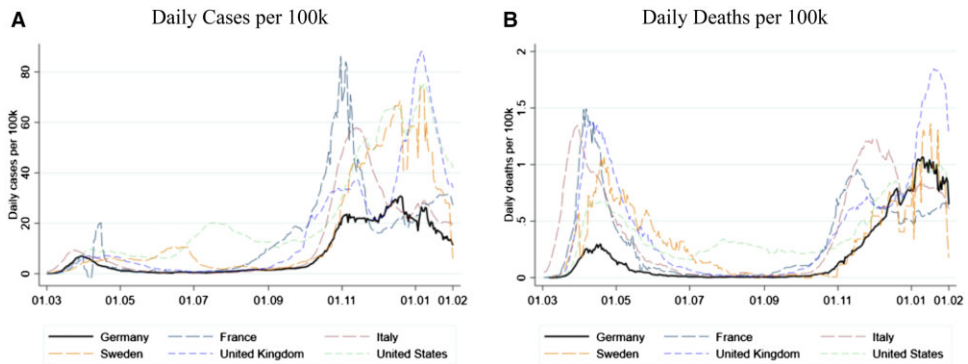 A
Daily Cases per 100k
Daily cases per 100k
80
60
40
20
0
01.03 01.05 01.07 01.09 01.11 01.01 01.02
Germany France Italy
Sweden United Kingdom United States
B
Daily Deaths per 100k
Daily deaths per 100k
2
1.5
1
.5
0
01.03 01.05 01.07 01.09 01.11 01.01 01.02
Germany France Italy
Sweden United Kingdom United States